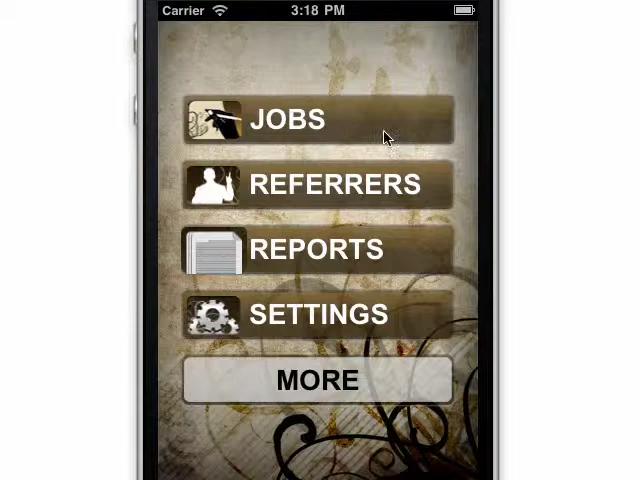 Carrier 3:18 PM
JOBS
REFERRERS
REPORTS
SETTINGS
MORE